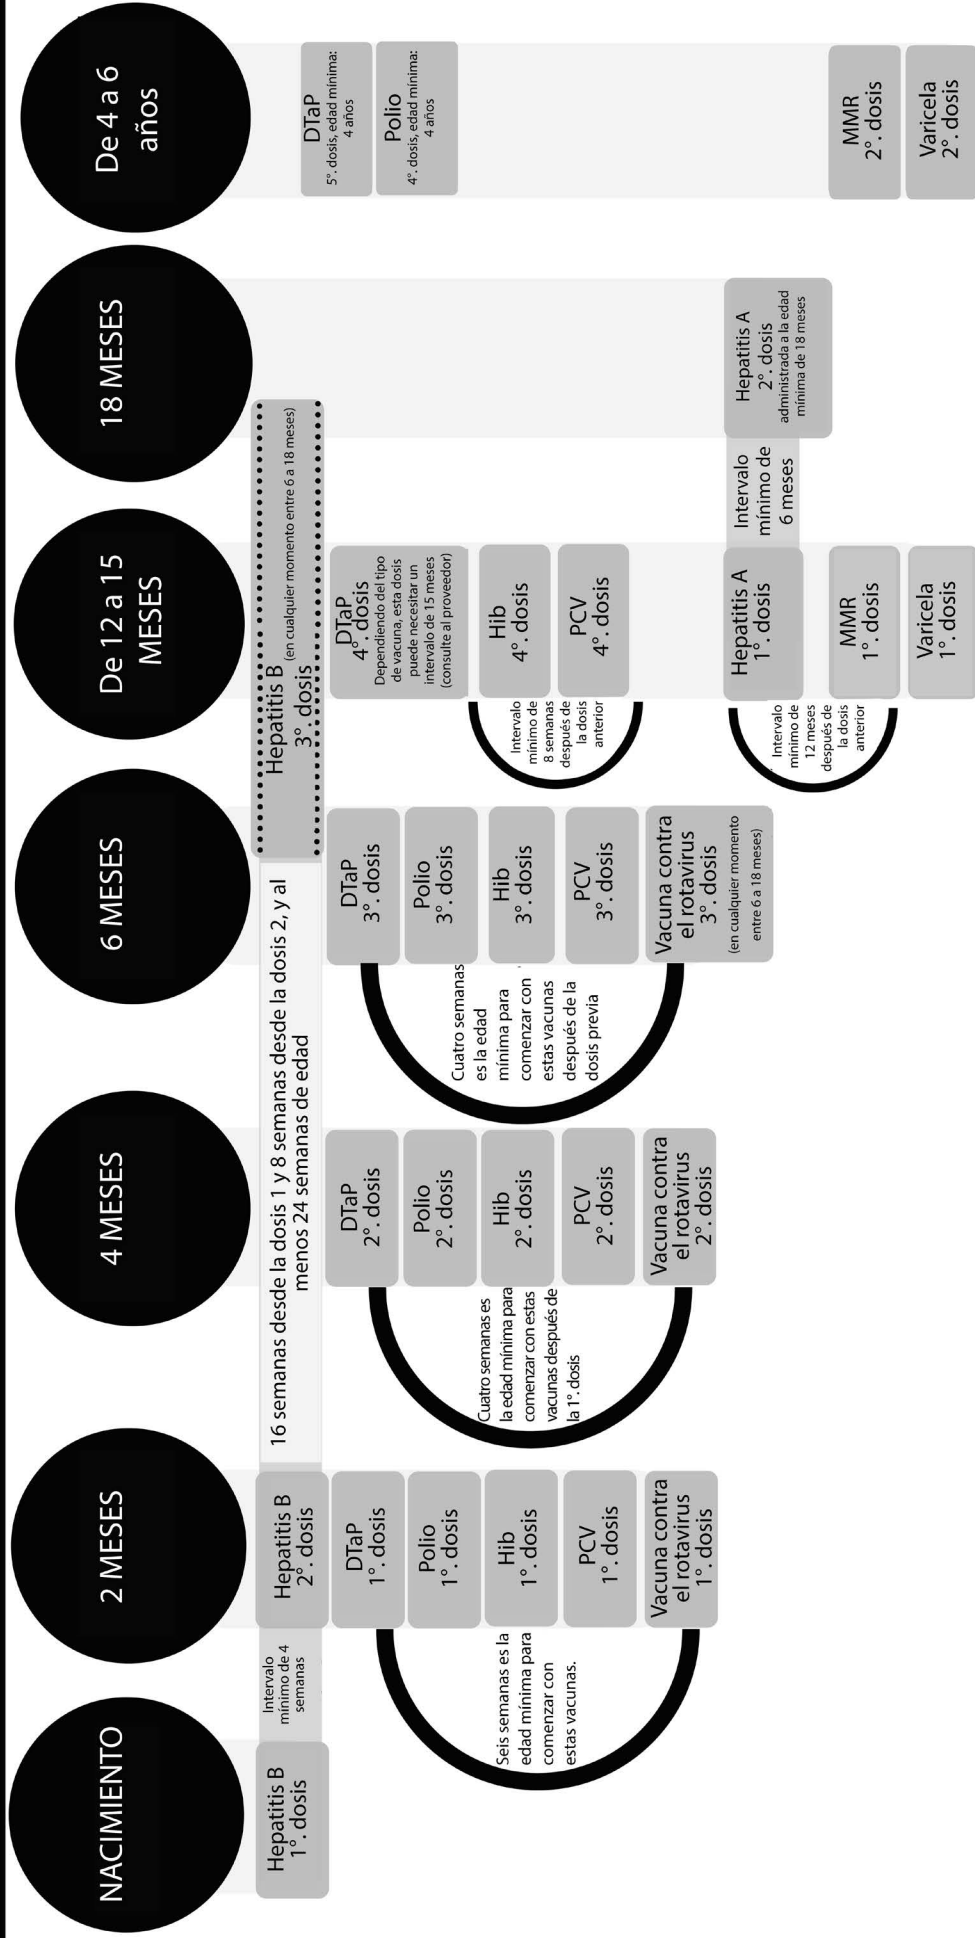 NACIMIENTO
Hepatitis B
1°. dosis
Intervalo
mínimo de 4
semanas
2 MESES
Hepatitis B
2°. dosis
DTaP
1°. dosis
Polio
1°. dosis
Hib
1°. dosis
PCV
1°. dosis
Vacuna contra
el rotavirus
1°. dosis
Seis semanas es la
edad mínima para
comenzar con
estas vacunas.
16 semanas desde la dosis 1 y 8 semanas desde la dosis 2, y al
menos 24 semanas de edad
4 MESES
DTaP
2°. dosis
Polio
2°. dosis
Hib
2°. dosis
PCV
2°. dosis
Vacuna contra
el rotavirus
2°. dosis
Cuatro semanas es
la edad mínima para
comenzar con estas
vacunas después de
la 1°. dosis
6 MESES
DTaP
3°. dosis
Polio
3°. dosis
Hib
3°. dosis
PCV
3°. dosis
Vacuna contra
el rotavirus
3°. dosis
(en cualquier momento
entre 6 a 18 meses)
Cuatro semanas
es la edad
mínima para
comenzar con
estas vacunas
después de la
dosis previa
Hepatitis B
3°. dosis
(en cualquier momento entre 6 a 18 meses)
De 12 a 15
MESES
DTaP
4°. dosis
Dependiendo del tipo
de vacuna, esta dosis
puede necesitar un
intervalo de 15 meses
(consulte al proveedor)
Hib
4°. dosis
PCV
4°. dosis
Intervalo
mínimo de
8 semanas
después de
la dosis
anterior
Hepatitis A
1°. dosis
MMR
1°. dosis
Varicela
1°. dosis
Intervalo
mínimo de
12 meses
después de
la dosis
anterior
Intervalo
mínimo de
6 meses
18 MESES
Hepatitis A
2°. dosis
administrada a la edad
mínima de 18 meses
De 4 a 6
años
DTaP
5°. dosis, edad mínima:
4 años
Polio
4°. dosis, edad mínima:
4 años
MMR
2°. dosis
Varicela
2°. dosis